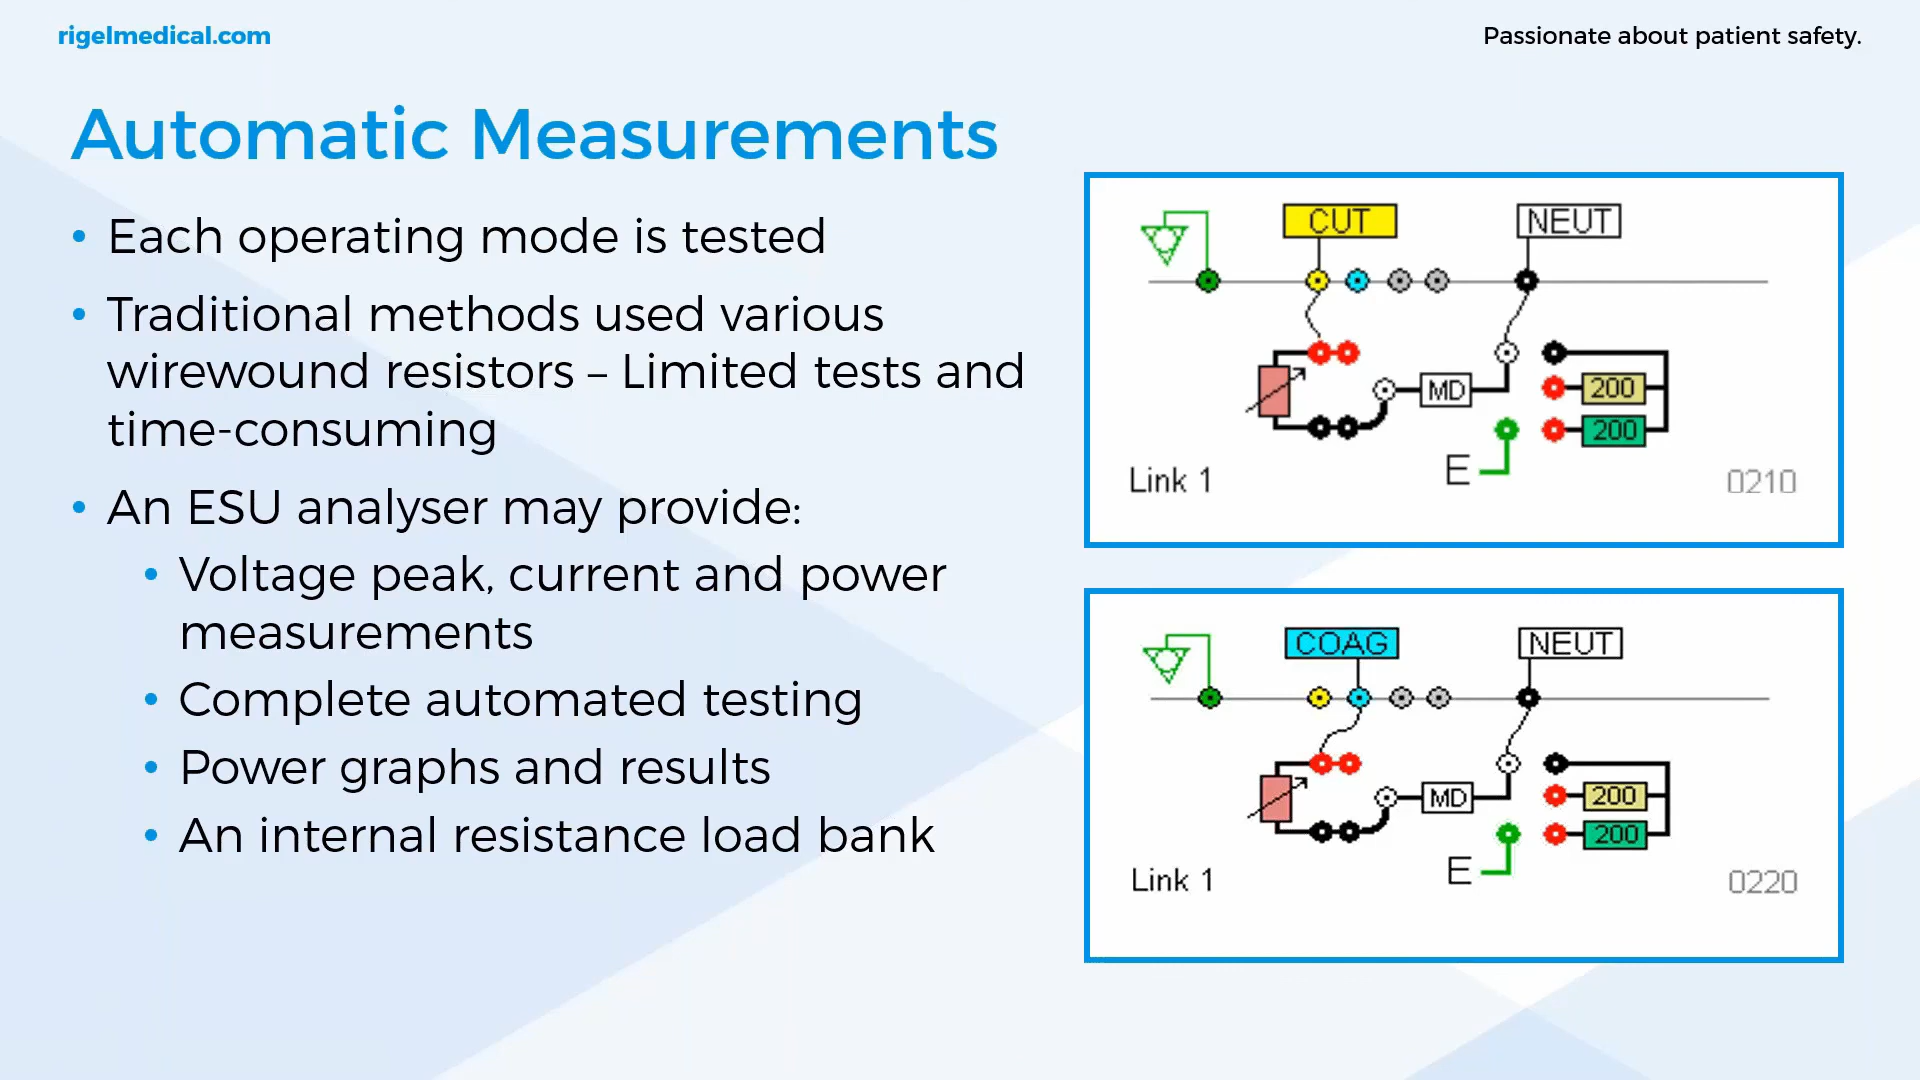 rigelmedical.com
Passionate about patient safety.
Automatic Measurements
• Each operating mode is tested
• Traditional methods used various
wirewound resistors – Limited tests and
time-consuming
• An ESU analyser may provide:
• Voltage peak, current and power
measurements
• Complete automated testing
• Power graphs and results
• An internal resistance load bank
CUT
NEUT
MD
200
200
E
Link 1
0210
COAG
NEUT
MD
200
200
E
Link 1
0220